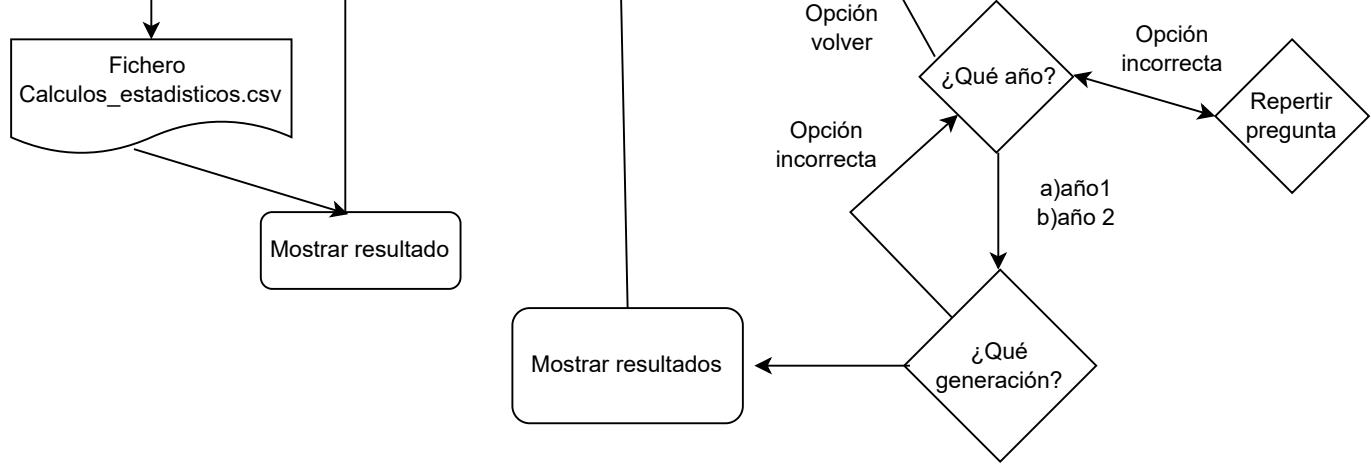 Fichero
Calculos_estadisticos.csv
Mostrar resultado
Mostrar resultados
Opción
volver
¿Qué año?
Opción
incorrecta
Repertir
pregunta
Opción
incorrecta
a)año1
b)año 2
¿Qué
generación?